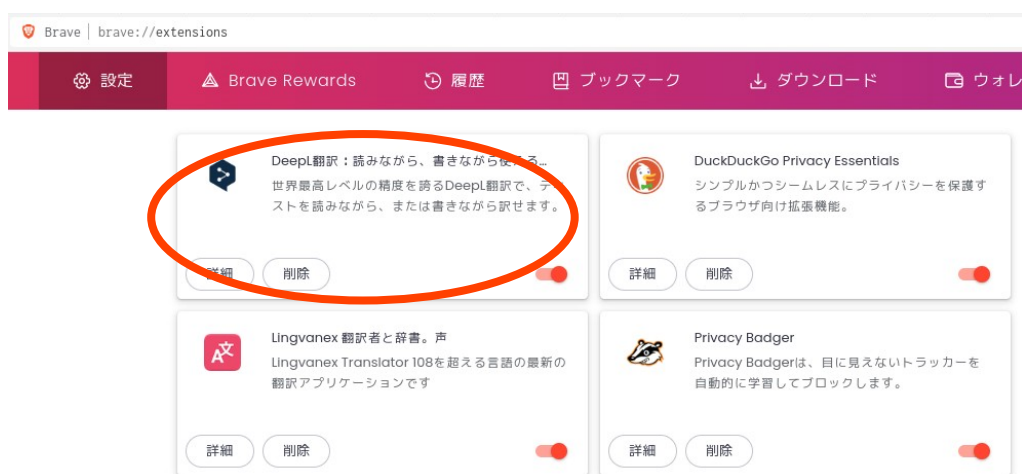 Brave | brave://extensions
設定
Brave Rewards
履歴
ブックマーク
ダウンロード
ウォレ
DeepL翻訳：読みながら、書きながら使える...
世界最高レベルの精度を誇るDeepL翻訳で、テ
ストを読みながら、または書きながら訳せます。
詳細
削除
DuckDuckGo Privacy Essentials
シンプルかつシームレスにプライバシーを保護す
るブラウザ向け拡張機能。
詳細
削除
Lingvanex 翻訳者と辞書。声
Lingvanex Translator 108を超える言語の最新の
翻訳アプリケーションです
詳細
削除
Privacy Badger
Privacy Badgerは、目に見えないトラッカーを
自動的に学習してブロックします。
詳細
削除